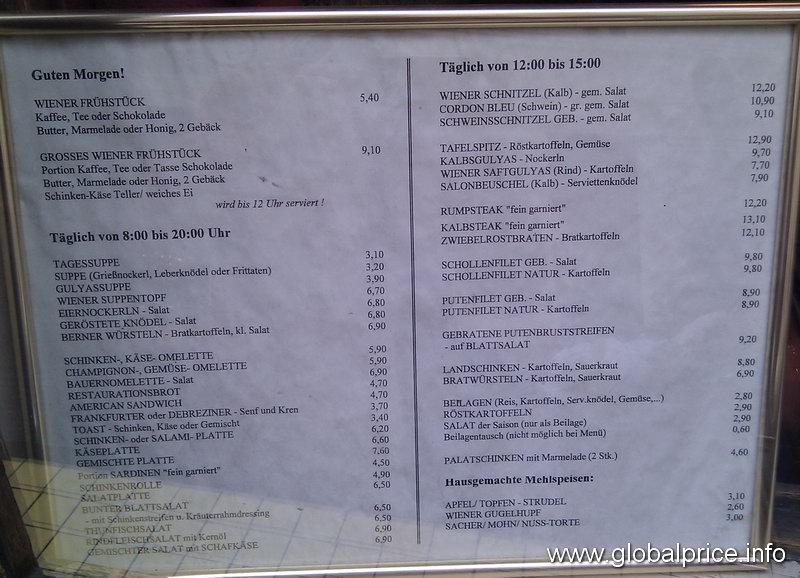 Guten Morgen!
WIENER FRÜHSTÜCK 5,40
Kaffee, Tee oder Schokolade
Butter, Marmelade oder Honig, 2 Gebäck
GROSSES WIENER FRÜHSTÜCK 9,10
Portion Kaffee, Tee oder Tasse Schokolade
Butter, Marmelade oder Honig, 2 Gebäck
Schinken-Käse Teller/ weiches Ei
wird bis 12 Uhr serviert !
Täglich von 8:00 bis 20:00 Uhr
TAGESSUPPE 3,10
SUPPE (Grießnockerl, Leberknödel oder Frittaten) 3,20
GULYASSUPPE 3,90
WIENER SUPPENTOPF 6,70
EIERNOCKERLN - Salat 6,80
GERÖSTETE KNÖDEL - Salat 6,80
BERNER WÜRSTELN - Bratkartoffeln, kl. Salat 6,90
SCHINKEN-, KÄSE- OMELETTE 5,90
CHAMPIGNON-, GEMÜSE- OMELETTE 5,90
BAUERNOMELETTE - Salat 6,90
RESTAURATIONSBROT 4,70
AMERICAN SANDWICH 4,70
FRANKFURTER oder DEBREZINER - Senf und Kren 3,70
TOAST - Schinken, Käse oder Gemischt 3,40
SCHINKEN- oder SALAMI- PLATTE 6,20
KÄSEPLATTE 6,60
GEMISCHTE PLATTE 7,60
Portion SARDINEN "fein garniert" 4,50
SCHINKENROLLE 4,90
SALATPLATTE 6,50
BUNTER BLATTSALAT
- mit Schinkenstreifen u. Kräuterrahmdressing 6,50
THUNFISCHSALAT 6,50
RINDFLEISCHSALAT mit Kernöl 6,90
GEMISCHTER SALAT mit SCHAFKÄSE 6,90
Täglich von 12:00 bis 15:00
WIENER SCHNITZEL (Kalb) - gem. Salat 12,20
CORDON BLEU (Schwein) - gr. gem. Salat 10,90
SCHWEINSSCHNITZEL GEB. - gem. Salat 9,10
TAFELSPITZ - Röstkartoffeln, Gemüse 12,90
KALBSGULYAS - Nockerln 9,70
WIENER SAFTGULYAS (Rind) - Kartoffeln 7,70
SALONBEUSCHEL (Kalb) - Serviettenknödel 7,90
RUMPSTEAK "fein garniert" 12,20
KALBSTEAK "fein garniert" 13,10
ZWIEBELROSTBRATEN - Bratkartoffeln 12,10
SCHOLLENFILET GEB. - Salat 9,80
SCHOLLENFILET NATUR - Kartoffeln 9,80
PUTENFILET GEB. - Salat 8,90
PUTENFILET NATUR - Kartoffeln 8,90
GEBRATENE PUTENBRUSTSTREIFEN
- auf BLATTSALAT 9,20
LANDSCHINKEN - Kartoffeln, Sauerkraut 8,80
BRATWÜRSTELN - Kartoffeln, Sauerkraut 6,90
BEILAGEN (Reis, Kartoffeln, Serv.knödel, Gemüse,...) 2,80
RÖSTKARTOFFELN 2,90
SALAT der Saison (nur als Beilage) 2,90
Beilagentausch (nicht möglich bei Menü) 0,60
PALATSCHINKEN mit Marmelade (2 Stk.) 4,60
Hausgemachte Mehlspeisen:
APFEL/ TOPFEN - STRUDEL 3,10
WIENER GUGELHUPF 2,60
SACHER/ MOHN/ NUSS-TORTE 3,00
www.globalprice.info